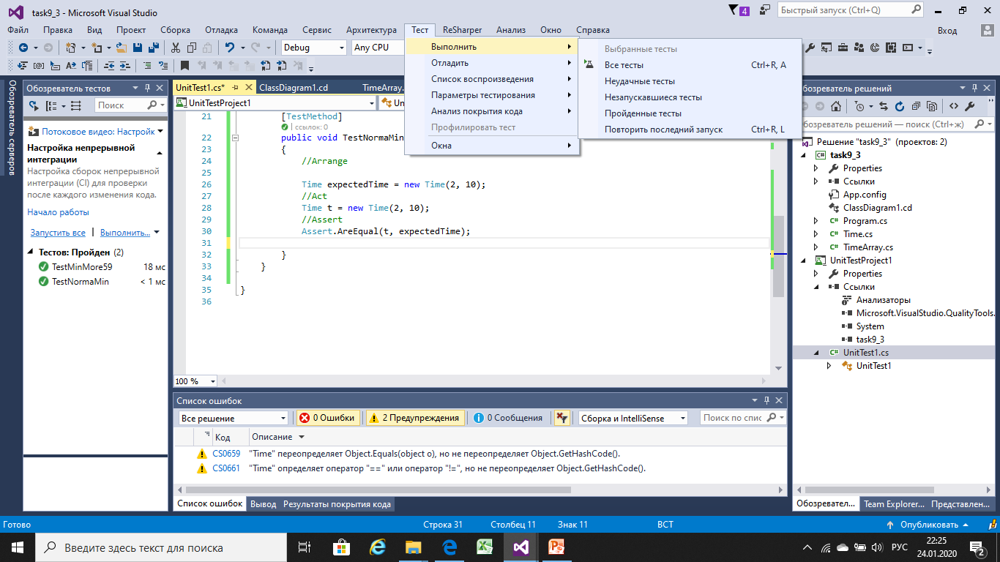 task9_3 - Microsoft Visual Studio
4
Быстрый запуск (Ctrl+Q)
Файл Правка Вид Проект Сборка Отладка Команда Сервис Архитектура Тест ReSharper Анализ Окно Справка
Вход
Debug
Any CPU
Выполнить
Отладить
Список воспроизведения
Параметры тестирования
Анализ покрытия кода
Профилировать тест
Окна
Выбранные тесты
Все тесты Ctrl+R, A
Неудачные тесты
Незапускавшиеся тесты
Пройденные тесты
Повторить последний запуск Ctrl+R, L
Обозреватель серверов
Обозреватель тестов
Поиск
Потоковое видео: Настройк
Настройка непрерывной
интеграции
Настройка сборок непрерывной
интеграции (CI) для проверки
после каждого изменения кода.
Начало работы
Запустить все | Выполнить...
Тестов: Пройден (2)
TestMinMore59 18 мс
TestNormaMin < 1 мс
UnitTest1.cs* ClassDiagram1.cd TimeArray.
UnitTestProject1
Un
21 [TestMethod]
ссылок: 0
22 public void TestNormaMin
23 {
24 //Arrange
25
26 Time expectedTime = new Time(2, 10);
27 //Act
28 Time t = new Time(2, 10);
29 //Assert
30 Assert.AreEqual(t, expectedTime);
31
32 }
33 }
34
35 }
36
100 %
Список ошибок
Все решение
0 Ошибки
2 Предупреждения
0 Сообщения
Сборка и IntelliSense
Поиск по спис
Код Описание
CS0659 "Time" переопределяет Object.Equals(object o), но не переопределяет Object.GetHashCode().
CS0661 "Time" определяет оператор "==" или оператор "!=", но не переопределяет Object.GetHashCode().
Список ошибок Вывод Результаты покрытия кода
бозреватель решений
бозреватель решений — поиск (Ctrl+ж)
Решение "task9_3" (проектов: 2)
task9_3
Properties
Ссылки
App.config
ClassDiagram1.cd
Program.cs
Time.cs
TimeArray.cs
UnitTestProject1
Properties
Ссылки
Анализаторы
Microsoft.VisualStudio.QualityTools.
System
task9_3
UnitTest1.cs
UnitTest1
Обозревател... Team Explorer... Представлен...
Готово Строка 31 Столбец 11 Знак 11 ВСТ Опубликовать
Введите здесь текст для поиска
РУС
22:25
24.01.2020
2